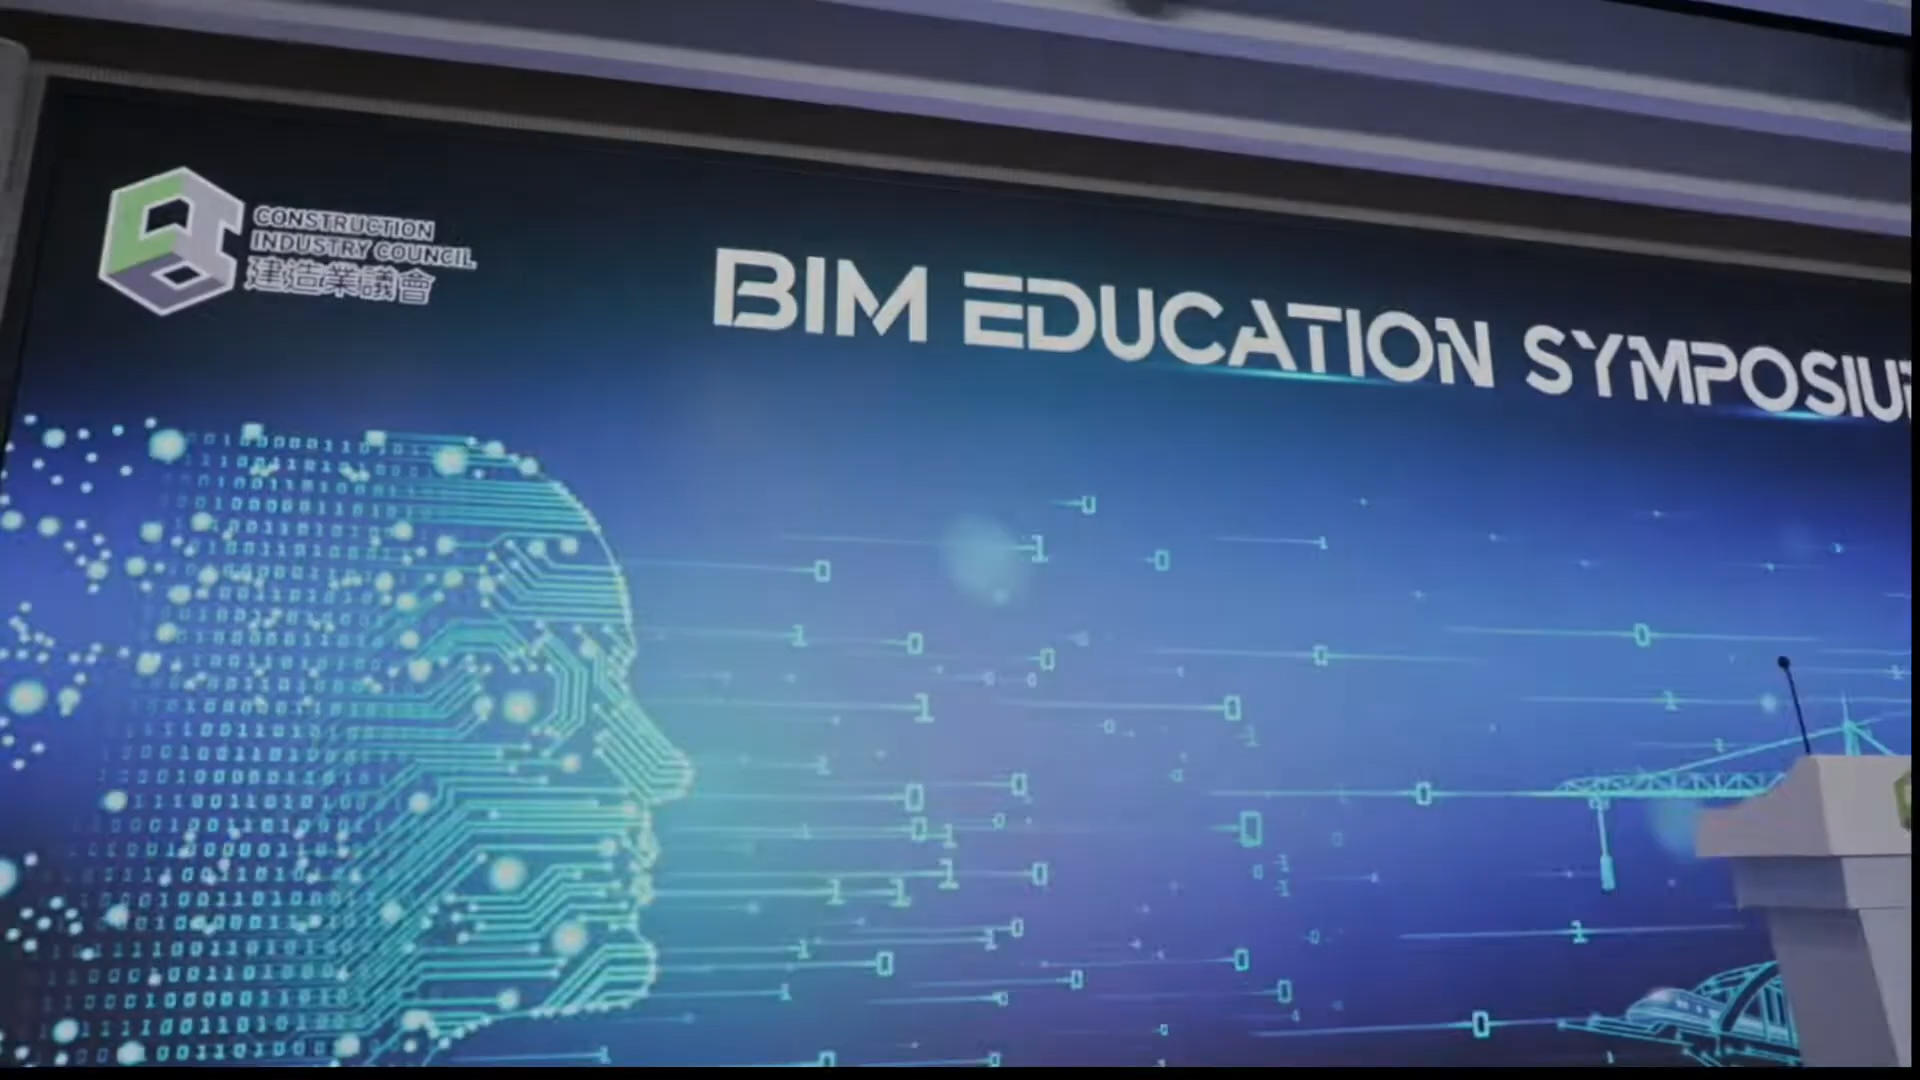 CONSTRUCTION
INDUSTRY COUNCIL
建造業議會
BIM EDUCATION SYMPOSIU